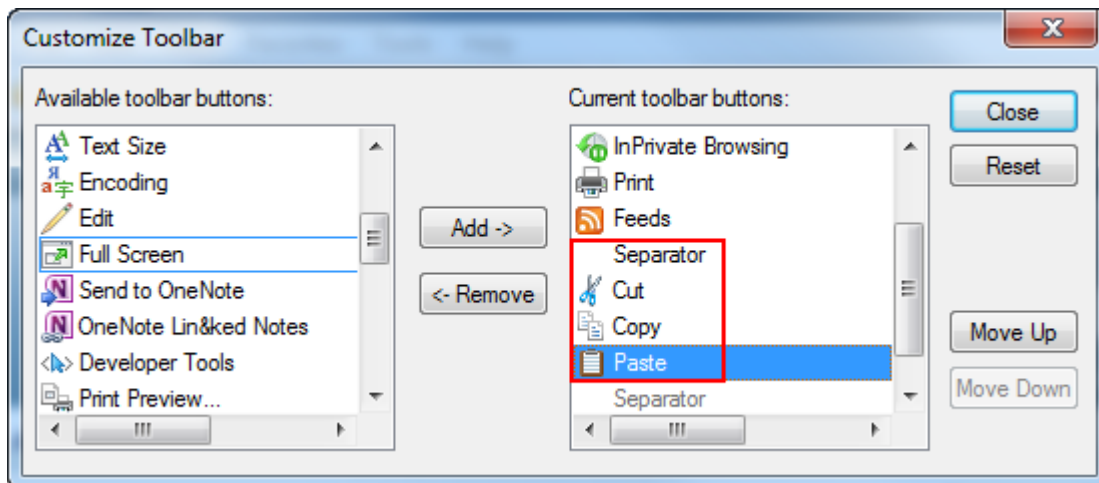 Customize Toolbar
Available toolbar buttons:
Text Size
Encoding
Edit
Full Screen
Send to OneNote
OneNote Lin&ked Notes
Developer Tools
Print Preview...
Add ->
<- Remove
Current toolbar buttons:
InPrivate Browsing
Print
Feeds
Separator
Cut
Copy
Paste
Separator
Close
Reset
Move Up
Move Down